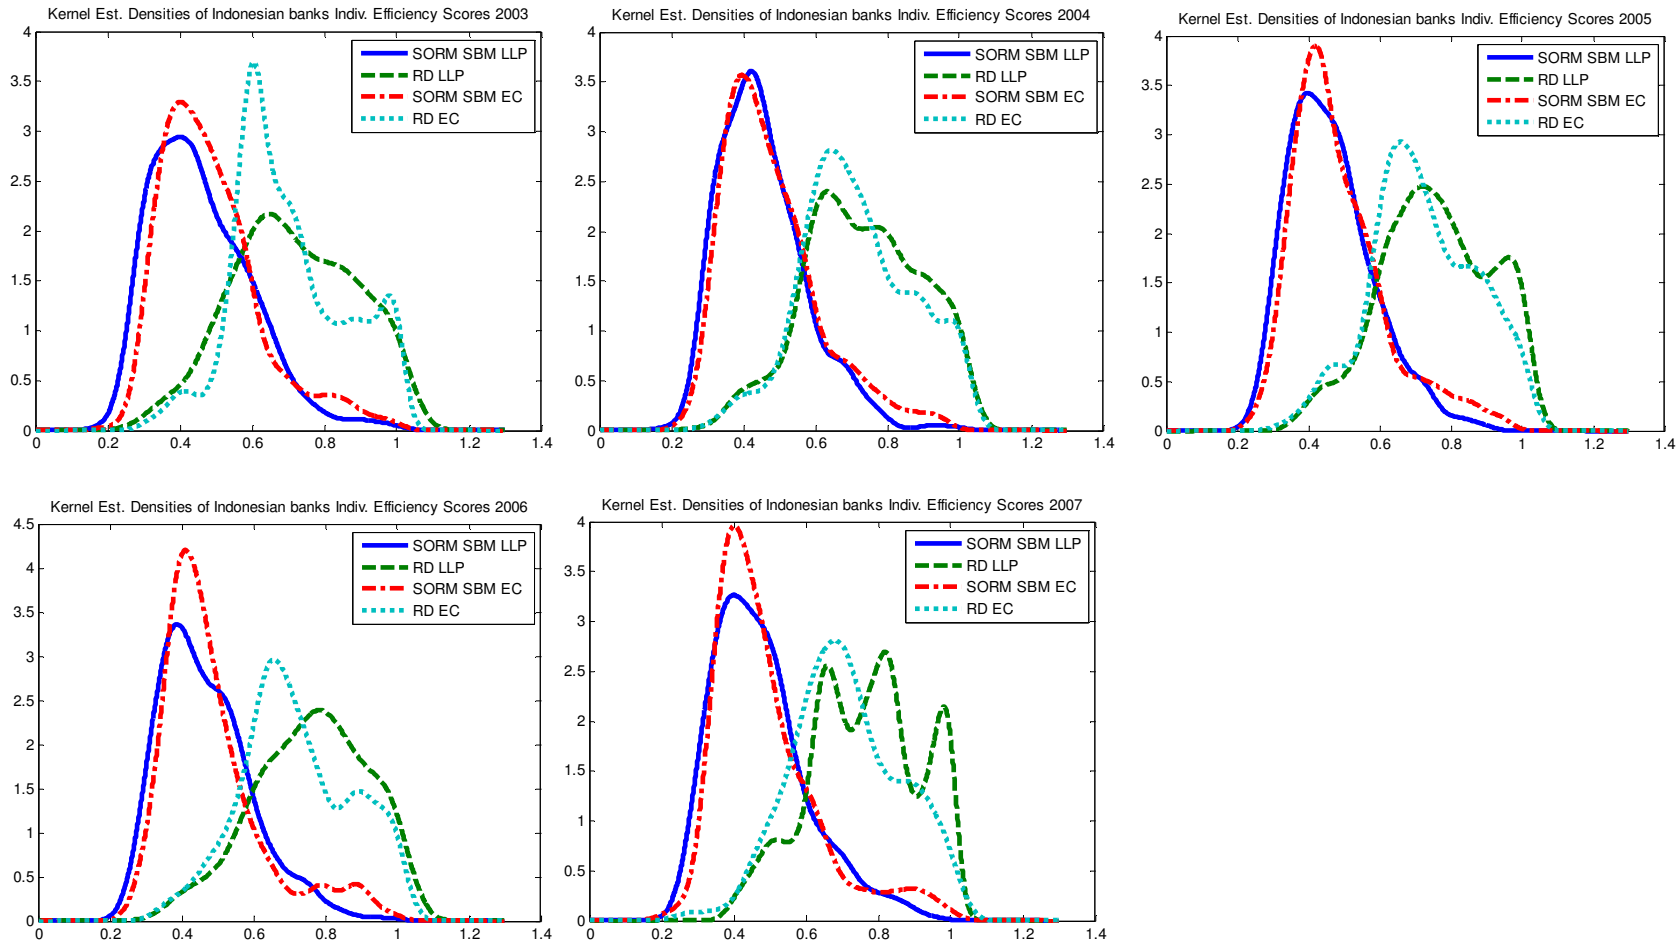 Kernel Est. Densities of Indonesian banks Indiv. Efficiency Scores 2003
4
3.5
3
2.5
2
1.5
1
0.5
0
0 0.2 0.4 0.6 0.8 1 1.2 1.4
SORM SBM LLP
RD LLP
SORM SBM EC
RD EC
Kernel Est. Densities of Indonesian banks Indiv. Efficiency Scores 2004
4
3.5
3
2.5
2
1.5
1
0.5
0
0 0.2 0.4 0.6 0.8 1 1.2 1.4
SORM SBM LLP
RD LLP
SORM SBM EC
RD EC
Kernel Est. Densities of Indonesian banks Indiv. Efficiency Scores 2005
4
3.5
3
2.5
2
1.5
1
0.5
0
0 0.2 0.4 0.6 0.8 1 1.2 1.4
SORM SBM LLP
RD LLP
SORM SBM EC
RD EC
Kernel Est. Densities of Indonesian banks Indiv. Efficiency Scores 2006
4.5
4
3.5
3
2.5
2
1.5
1
0.5
0
0 0.2 0.4 0.6 0.8 1 1.2 1.4
SORM SBM LLP
RD LLP
SORM SBM EC
RD EC
Kernel Est. Densities of Indonesian banks Indiv. Efficiency Scores 2007
4
3.5
3
2.5
2
1.5
1
0.5
0
0 0.2 0.4 0.6 0.8 1 1.2 1.4
SORM SBM LLP
RD LLP
SORM SBM EC
RD EC